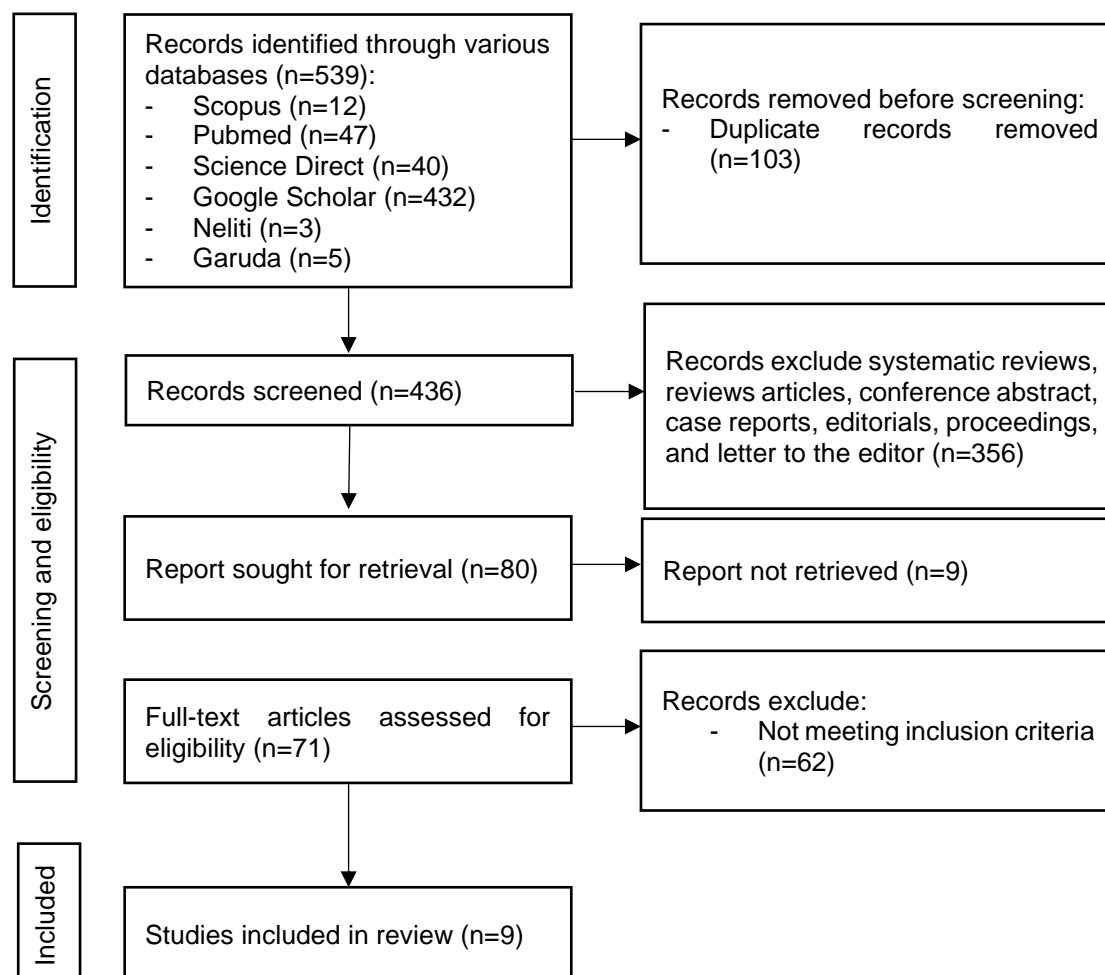 Identification
Records identified through various
databases (n=539):
- Scopus (n=12)
- Pubmed (n=47)
- Science Direct (n=40)
- Google Scholar (n=432)
- Neliti (n=3)
- Garuda (n=5)
Records removed before screening:
- Duplicate records removed
(n=103)
Screening and eligibility
Records screened (n=436)
Records exclude systematic reviews,
reviews articles, conference abstract,
case reports, editorials, proceedings,
and letter to the editor (n=356)
Report sought for retrieval (n=80)
Report not retrieved (n=9)
Full-text articles assessed for
eligibility (n=71)
Records exclude:
- Not meeting inclusion criteria
(n=62)
Included
Studies included in review (n=9)